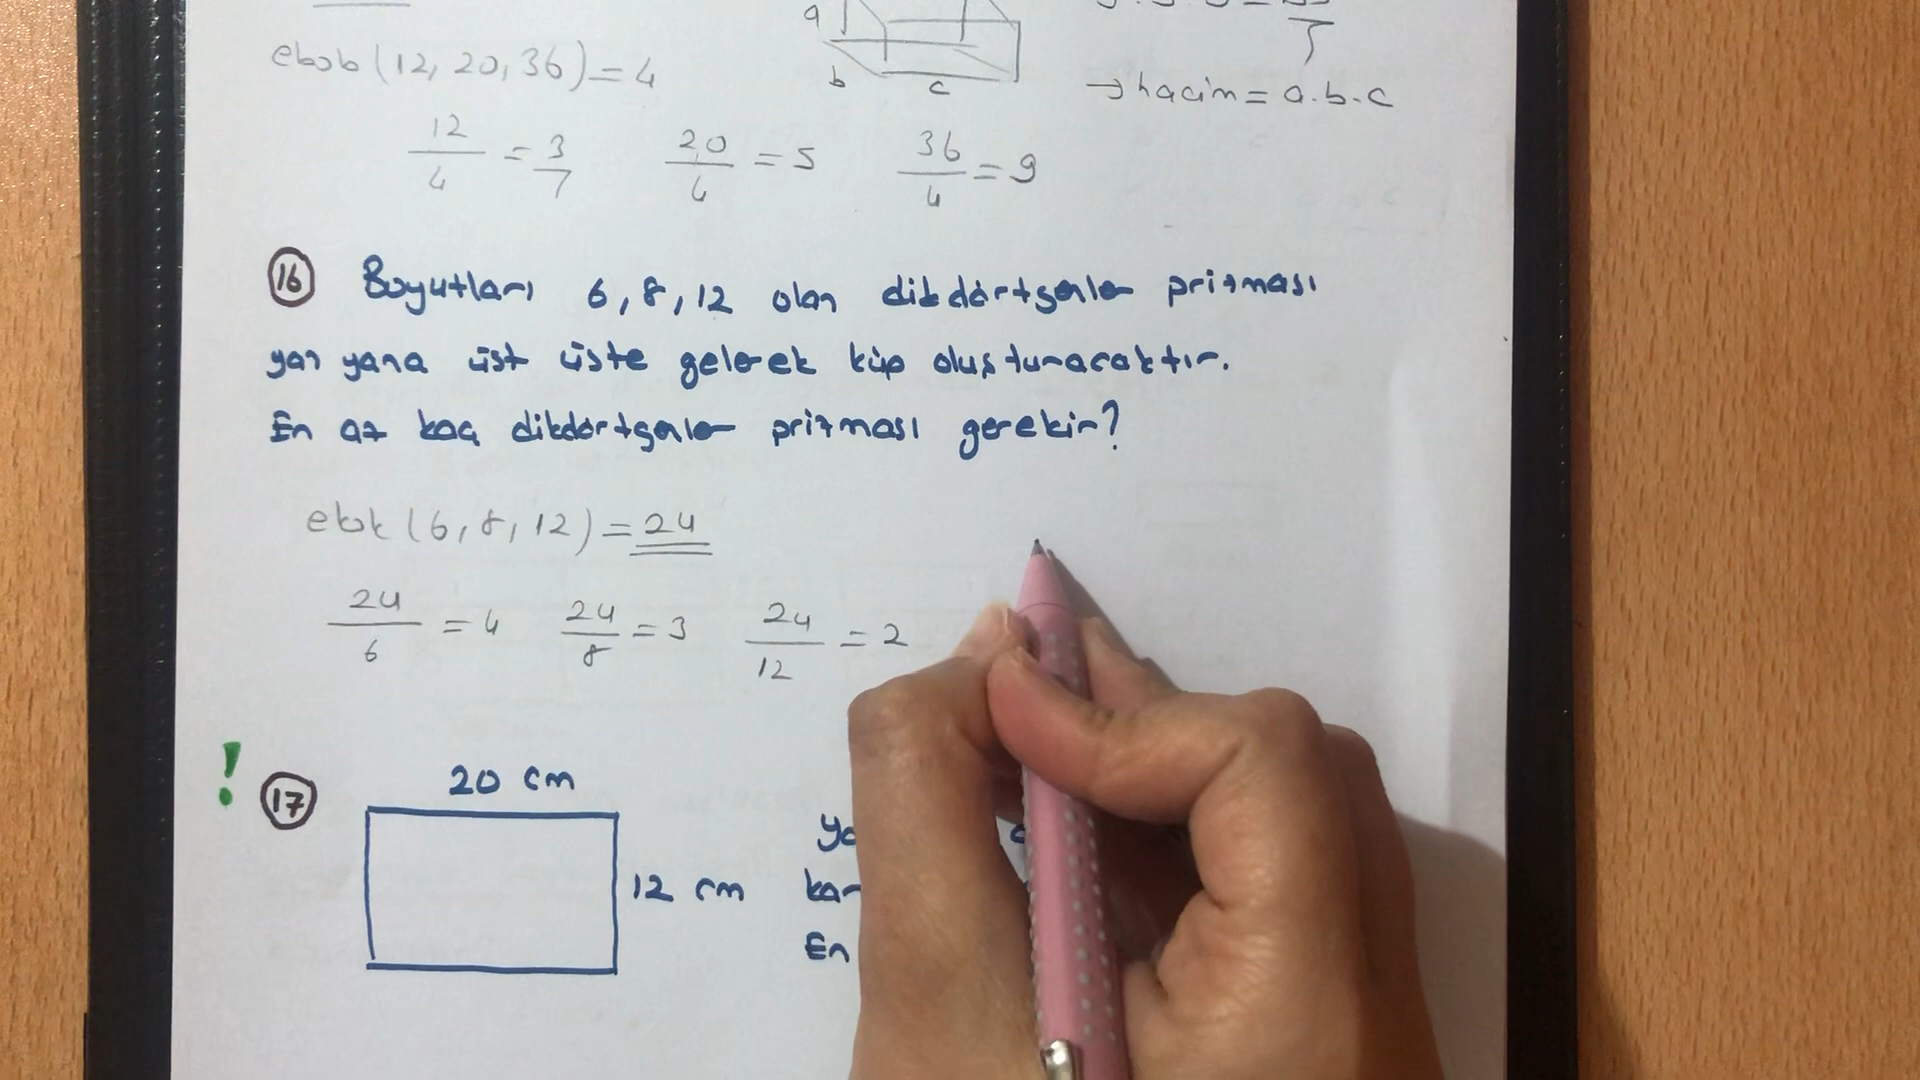 a
b
c
ebob (12, 20, 36) = 4
→ hacim = a.b.c
12/4 = 3/7 20/4 = 5 36/4 = 9
16 Boyutları 6, 8, 12 olan dikdörtgenler prizması
yan yana üst üste gelerek küp oluşturacaktır.
En az kaç dikdörtgenler prizması gerekir?
ekok (6, 8, 12) = 24
24/6 = 4 24/8 = 3 24/12 = 2
! 17
20 cm
12 cm
En